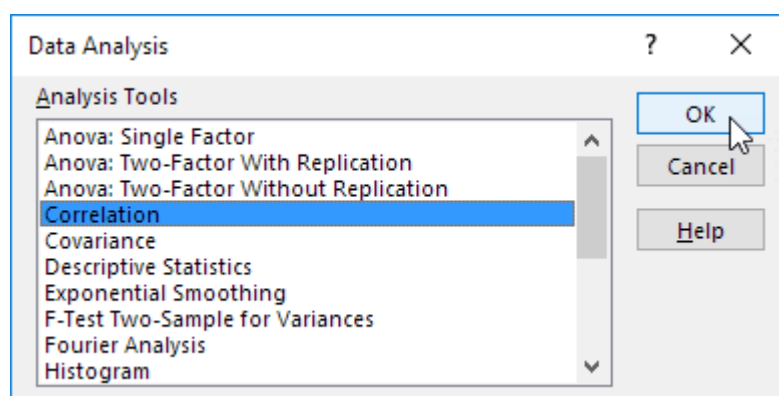 Data Analysis ? ×
Analysis Tools
Anova: Single Factor
Anova: Two-Factor With Replication
Anova: Two-Factor Without Replication
Correlation
Covariance
Descriptive Statistics
Exponential Smoothing
F-Test Two-Sample for Variances
Fourier Analysis
Histogram
OK
Cancel
Help